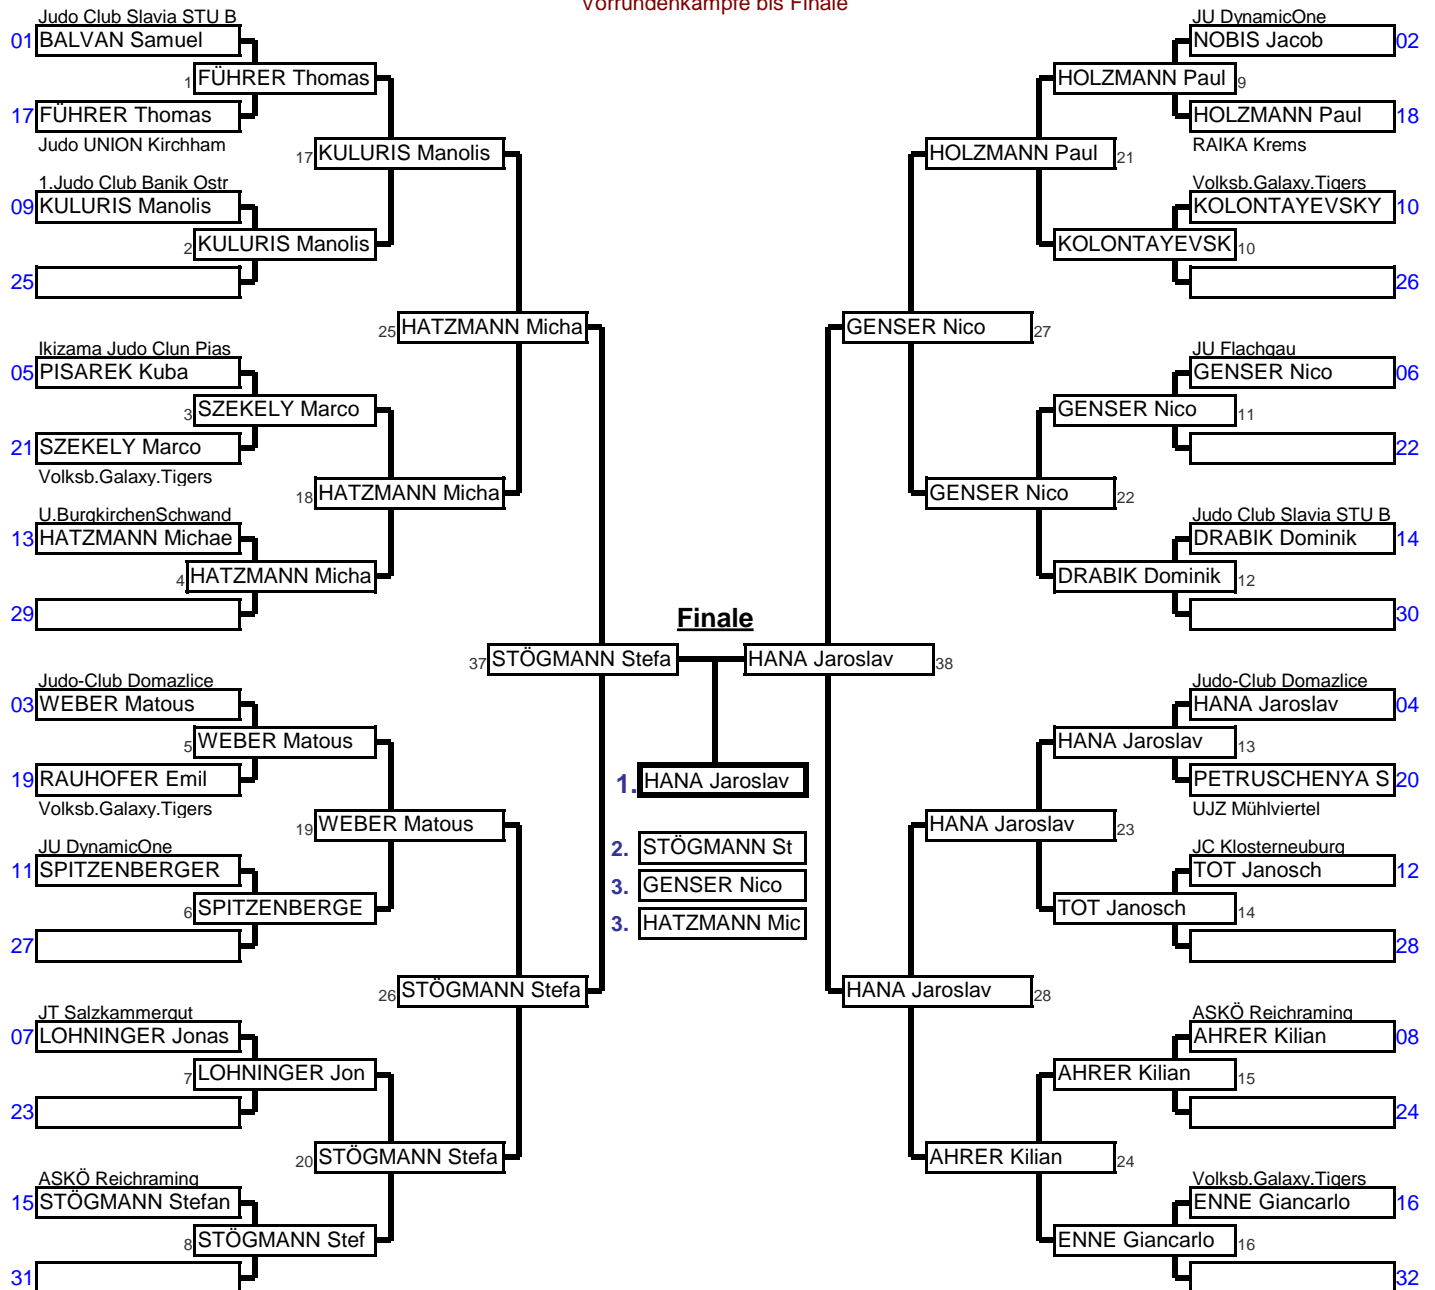 Vorrundenkämpfe bis Finale
Judo Club Slavia STU B
01 BALVAN Samuel
1 FÜHRER Thomas
17 FÜHRER Thomas
Judo UNION Kirchham
17 KULURIS Manolis
1.Judo Club Banik Ostr
09 KULURIS Manolis
2 KULURIS Manolis
25
25 HATZMANN Micha
Ikizama Judo Clun Pias
05 PISAREK Kuba
3 SZEKELY Marco
21 SZEKELY Marco
Volksb.Galaxy.Tigers
18 HATZMANN Micha
U.BurgkirchenSchwand
13 HATZMANN Michae
4 HATZMANN Micha
29
37 STÖGMANN Stefa
Judo-Club Domazlice
03 WEBER Matous
5 WEBER Matous
19 RAUHOFER Emil
Volksb.Galaxy.Tigers
19 WEBER Matous
JU DynamicOne
11 SPITZENBERGER
6 SPITZENBERGE
27
26 STÖGMANN Stefa
JT Salzkammergut
07 LOHNINGER Jonas
7 LOHNINGER Jon
23
20 STÖGMANN Stefa
ASKÖ Reichraming
15 STÖGMANN Stefan
8 STÖGMANN Stef
31
Finale
1. HANA Jaroslav
2. STÖGMANN St
3. GENSER Nico
3. HATZMANN Mic
JU DynamicOne
NOBIS Jacob 02
HOLZMANN Paul 9
HOLZMANN Paul 18
RAIKA Krems
HOLZMANN Paul 21
Volksb.Galaxy.Tigers
KOLONTAYEVSKY 10
KOLONTAYEVSK 10
26
GENSER Nico 27
JU Flachgau
GENSER Nico 06
GENSER Nico 11
22
GENSER Nico 22
Judo Club Slavia STU B
DRABIK Dominik 14
DRABIK Dominik 12
30
HANA Jaroslav 38
Judo-Club Domazlice
HANA Jaroslav 04
HANA Jaroslav 13
PETRUSCHENYA S 20
UJZ Mühlviertel
HANA Jaroslav 23
JC Klosterneuburg
TOT Janosch 12
TOT Janosch 14
28
HANA Jaroslav 28
ASKÖ Reichraming
AHRER Kilian 08
AHRER Kilian 15
24
AHRER Kilian 24
Volksb.Galaxy.Tigers
ENNE Giancarlo 16
ENNE Giancarlo 16
32